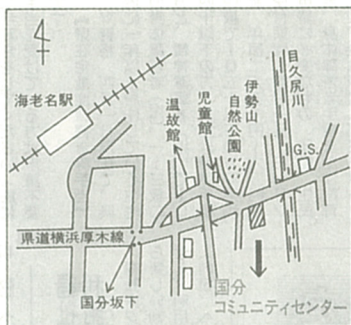 海老名駅
温故館
児童館
伊勢山
自然公園
目久尻川
G.S.
県道横浜厚木線
国分坂下
国分
コミュニティセンター